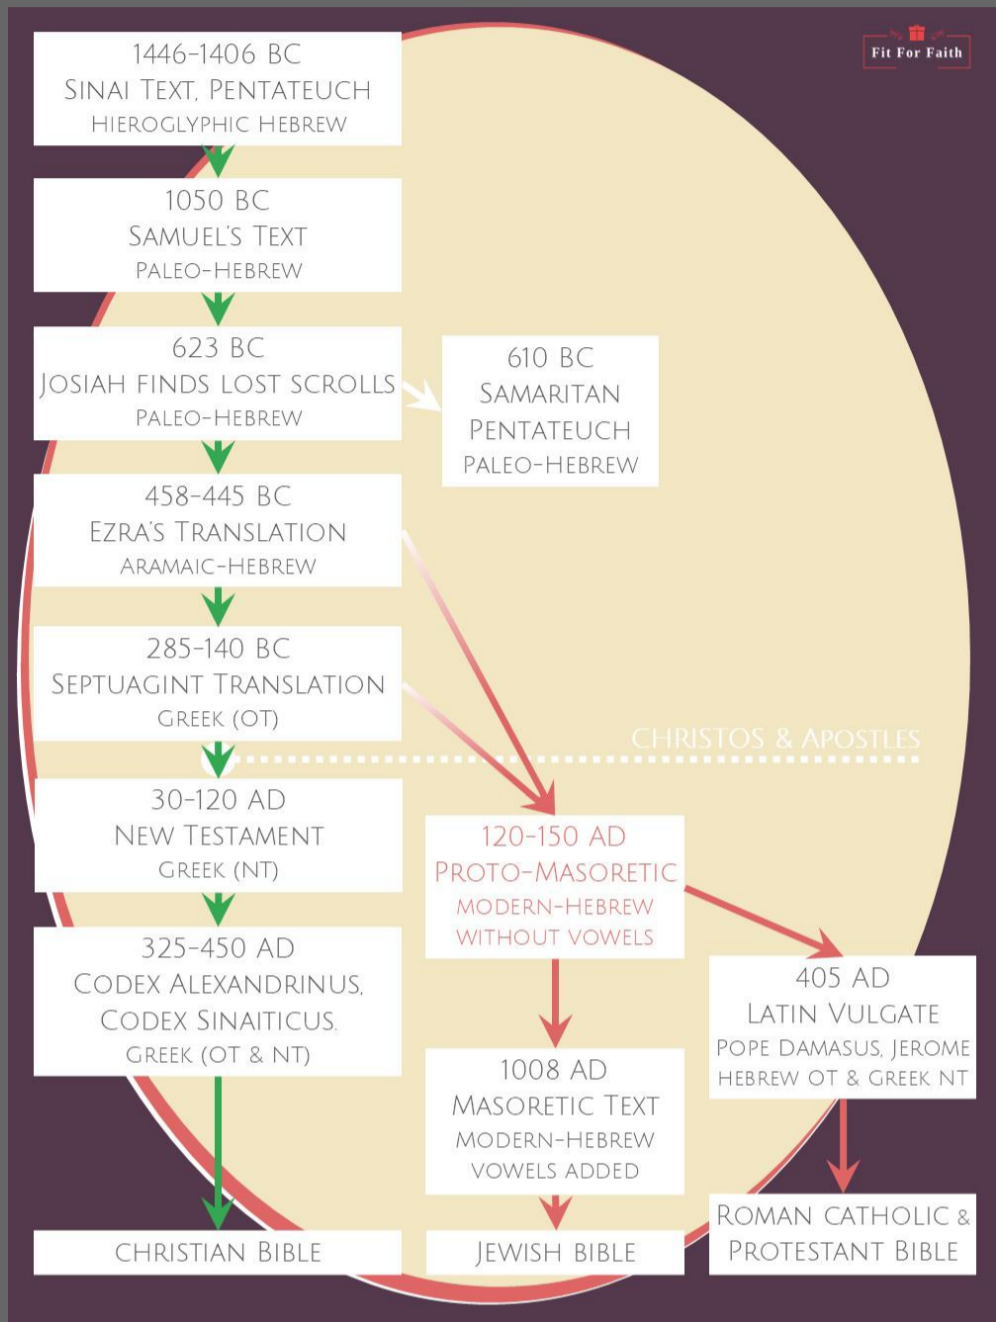 Fit For Faith
1446-1406 BC
SINAI TEXT, PENTATEUCH
HIEROGLYPHIC HEBREW
1050 BC
SAMUEL'S TEXT
PALEO-HEBREW
623 BC
JOSIAH FINDS LOST SCROLLS
PALEO-HEBREW
610 BC
SAMARITAN
PENTATEUCH
PALEO-HEBREW
458-445 BC
EZRA'S TRANSLATION
ARAMAIC-HEBREW
285-140 BC
SEPTUAGINT TRANSLATION
GREEK (OT)
CHRISTOS & APOSTLES
30-120 AD
NEW TESTAMENT
GREEK (NT)
120-150 AD
PROTO-MASORETIC
MODERN-HEBREW
WITHOUT VOWELS
325-450 AD
CODEX ALEXANDRINUS,
CODEX SINAITICUS.
GREEK (OT & NT)
405 AD
LATIN VULGATE
POPE DAMASUS, JEROME
HEBREW OT & GREEK NT
1008 AD
MASORETIC TEXT
MODERN-HEBREW
VOWELS ADDED
CHRISTIAN BIBLE
JEWISH BIBLE
ROMAN CATHOLIC &
PROTESTANT BIBLE